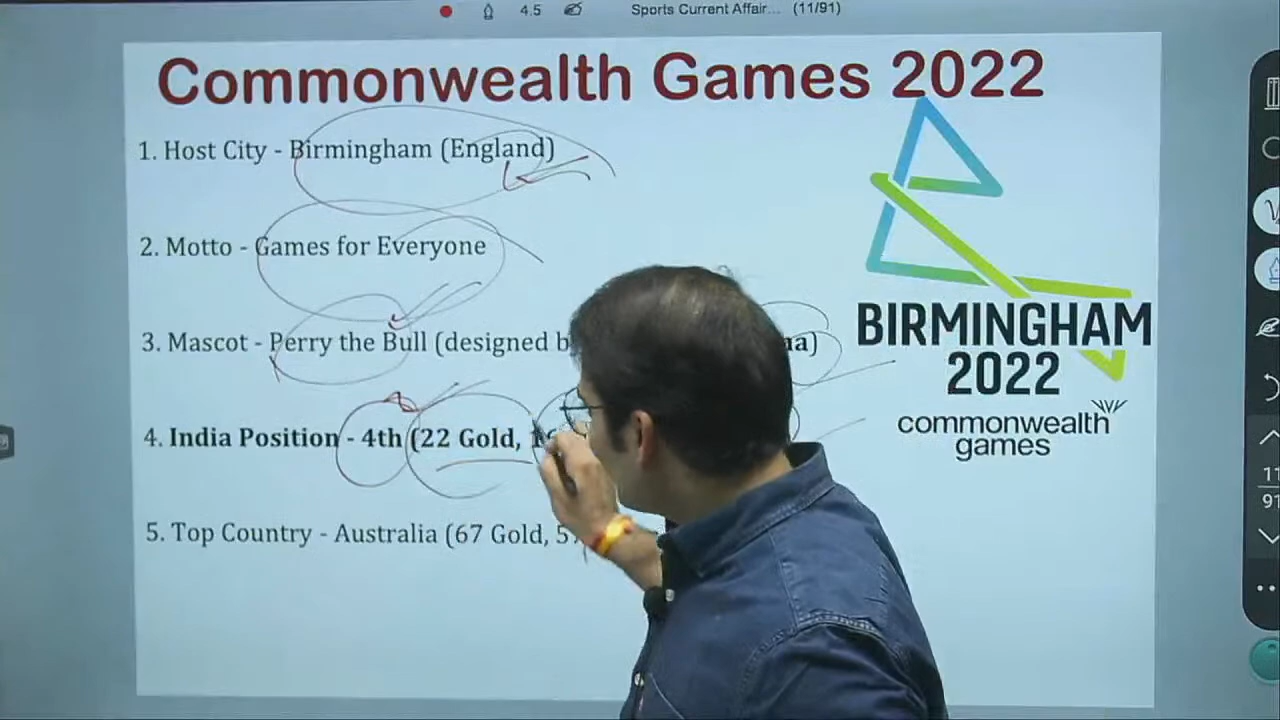 4.5 Sports Current Affair... (11/91)
Commonwealth Games 2022
1. Host City - Birmingham (England)
2. Motto - Games for Everyone
3. Mascot - Perry the Bull (designed
4. India Position - 4th (22 Gold,
5. Top Country - Australia (67 Gold,
BIRMINGHAM
2022
commonwealth
games
11